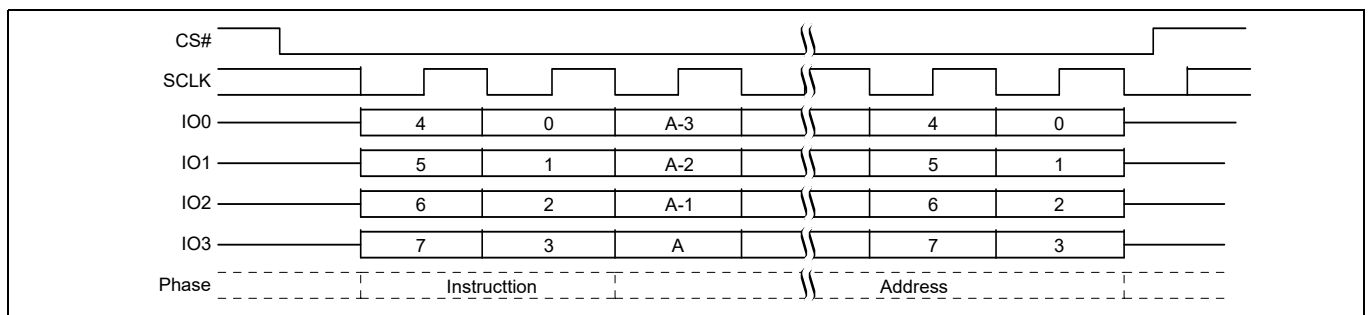 CS#
SCLK
IO0 4 0 A-3 4 0
IO1 5 1 A-2 5 1
IO2 6 2 A-1 6 2
IO3 7 3 A 7 3
Phase Instructtion Address